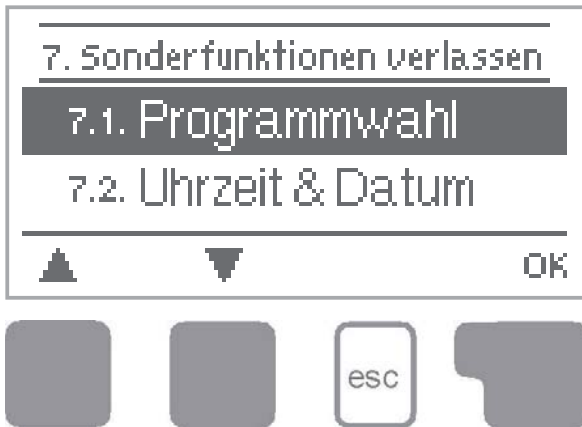 7. Sonderfunktionen verlassen
7.1. Programmwahl
7.2. Uhrzeit & Datum
OK
esc